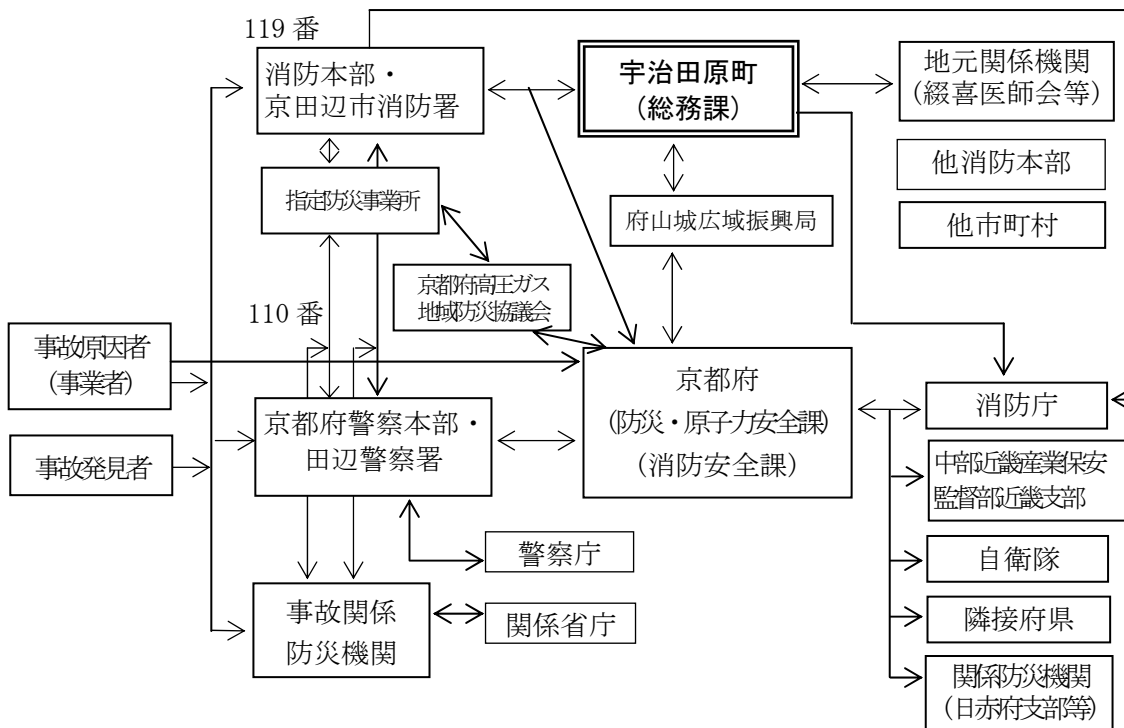 119 番
消防本部・
京田辺市消防署
宇治田原町
(総務課)
地元関係機関
(綴喜医師会等)
他消防本部
他市町村
指定防災事業所
府山城広域振興局
京都府高圧ガス
地域防災協議会
110 番
事故原因者
(事業者)
事故発見者
京都府警察本部・
田辺警察署
京都府
(防災・原子力安全課)
(消防安全課)
消防庁
中部近畿産業保安
監督部近畿支部
自衛隊
隣接府県
関係防災機関
(日赤府支部等)
警察庁
関係省庁
事故関係
防災機関